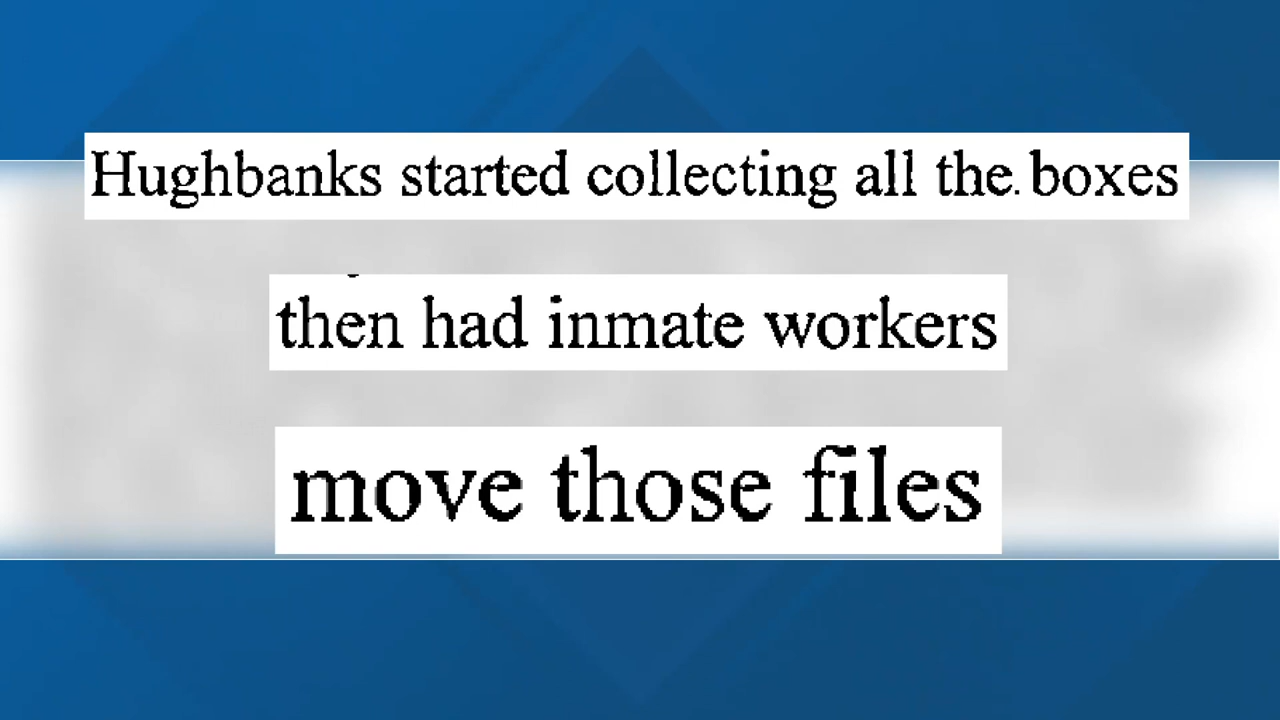 Hughbanks started collecting all the. boxes
then had inmate workers
move those files